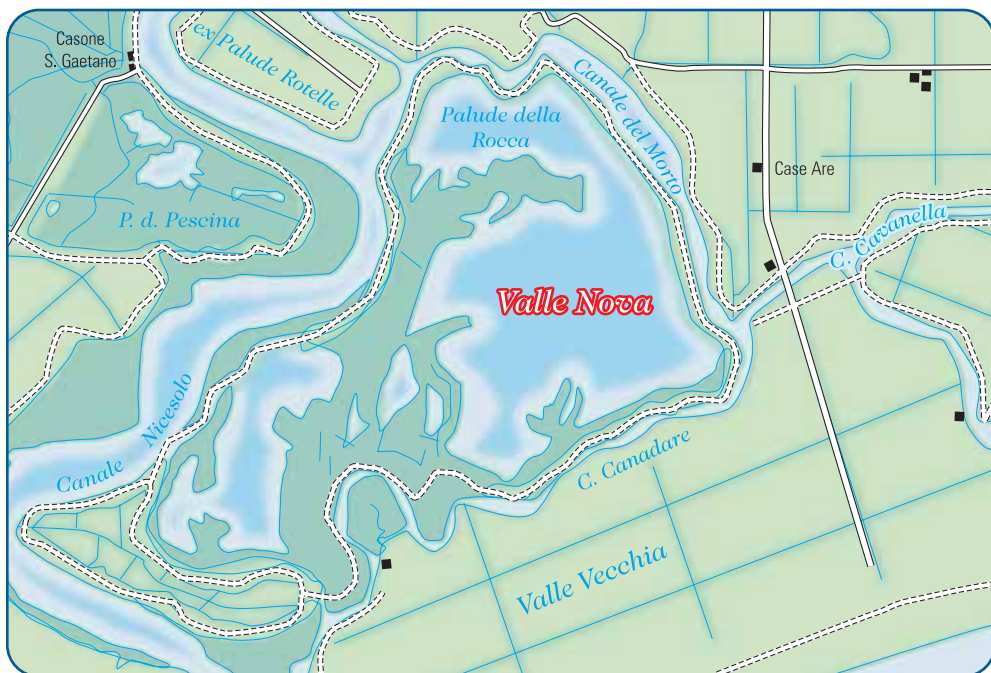 Casone
S. Gaetano
ex Palude Rotelle
Canale del Morto
Palude della
Rocca
Case Are
P. d. Pescina
C. Cavanella
Valle Nova
Canale Nicesolo
C. Canadare
Valle Vecchia